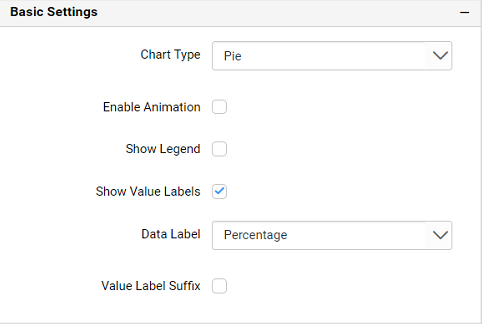 Basic Settings
Chart Type Pie
Enable Animation
Show Legend
Show Value Labels
Data Label Percentage
Value Label Suffix